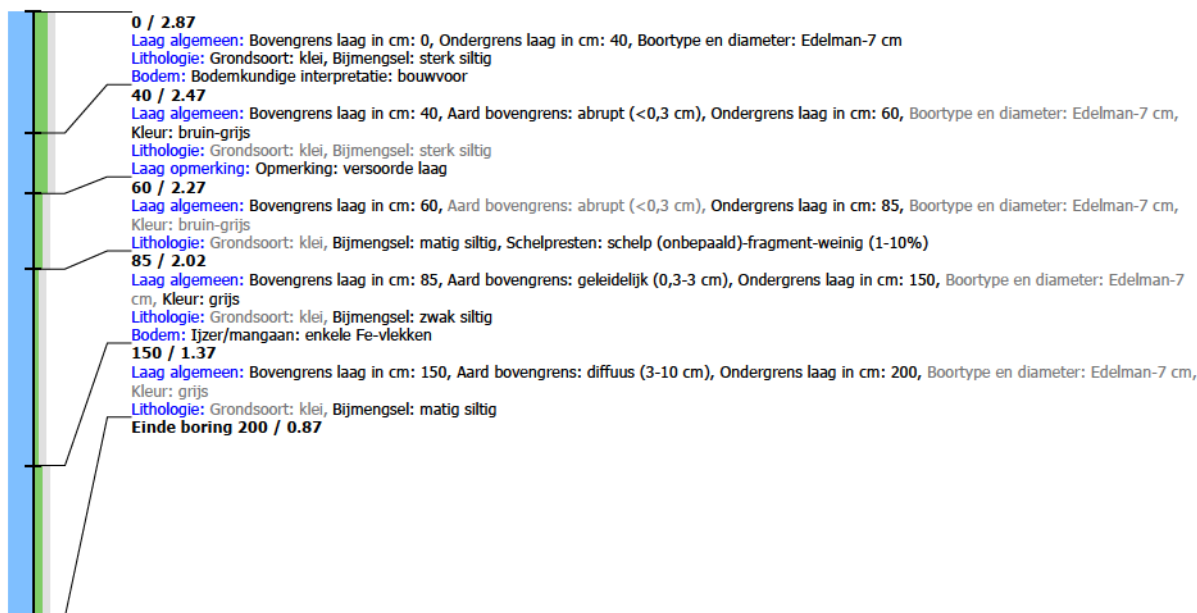 0 / 2.87
Laag algemeen: Bovengrens laag in cm: 0, Ondergrens laag in cm: 40, Boortype en diameter: Edelman-7 cm
Lithologie: Grondsoort: klei, Bijmengsel: sterk siltig
Bodem: Bodemkundige interpretatie: bouwvoor
40 / 2.47
Laag algemeen: Bovengrens laag in cm: 40, Aard bovengrens: abrupt (<0,3 cm), Ondergrens laag in cm: 60, Boortype en diameter: Edelman-7 cm,
Kleur: bruin-grijs
Lithologie: Grondsoort: klei, Bijmengsel: sterk siltig
Laag opmerking: Opmerking: versoorde laag
60 / 2.27
Laag algemeen: Bovengrens laag in cm: 60, Aard bovengrens: abrupt (<0,3 cm), Ondergrens laag in cm: 85, Boortype en diameter: Edelman-7 cm,
Kleur: bruin-grijs
Lithologie: Grondsoort: klei, Bijmengsel: matig siltig, Schelpresten: schelp (onbepaald)-fragment-weinig (1-10%)
85 / 2.02
Laag algemeen: Bovengrens laag in cm: 85, Aard bovengrens: geleidelijk (0,3-3 cm), Ondergrens laag in cm: 150, Boortype en diameter: Edelman-7
cm, Kleur: grijs
Lithologie: Grondsoort: klei, Bijmengsel: zwak siltig
Bodem: Ijzer/mangaan: enkele Fe-vlekken
150 / 1.37
Laag algemeen: Bovengrens laag in cm: 150, Aard bovengrens: diffuus (3-10 cm), Ondergrens laag in cm: 200, Boortype en diameter: Edelman-7 cm,
Kleur: grijs
Lithologie: Grondsoort: klei, Bijmengsel: matig siltig
Einde boring 200 / 0.87